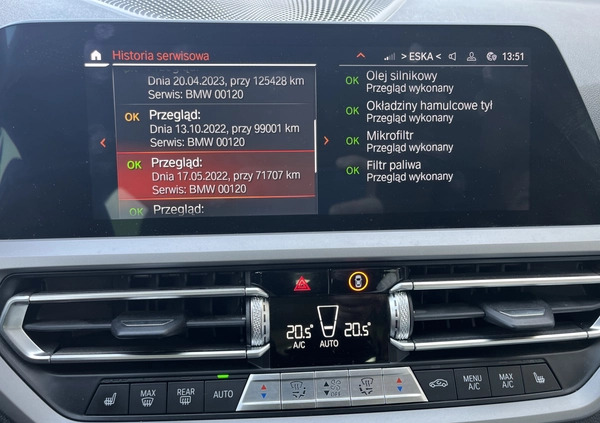 Historia serwisowa
> ESKA <
13:51
Dnia 20.04.2023, przy 125428 km
Serwis: BMW 00120
OK Przegląd:
Dnia 13.10.2022, przy 99001 km
Serwis: BMW 00120
OK Przegląd:
Dnia 17.05.2022, przy 71707 km
Serwis: BMW 00120
OK Przegląd:
OK Olej silnikowy
Przegląd wykonany
OK Okładziny hamulcowe tył
Przegląd wykonany
OK Mikrofiltr
Przegląd wykonany
OK Filtr paliwa
Przegląd wykonany
20.5° 20.5°
A/C AUTO
MAX
REAR
AUTO
OFF
MENU
A/C
MAX
A/C